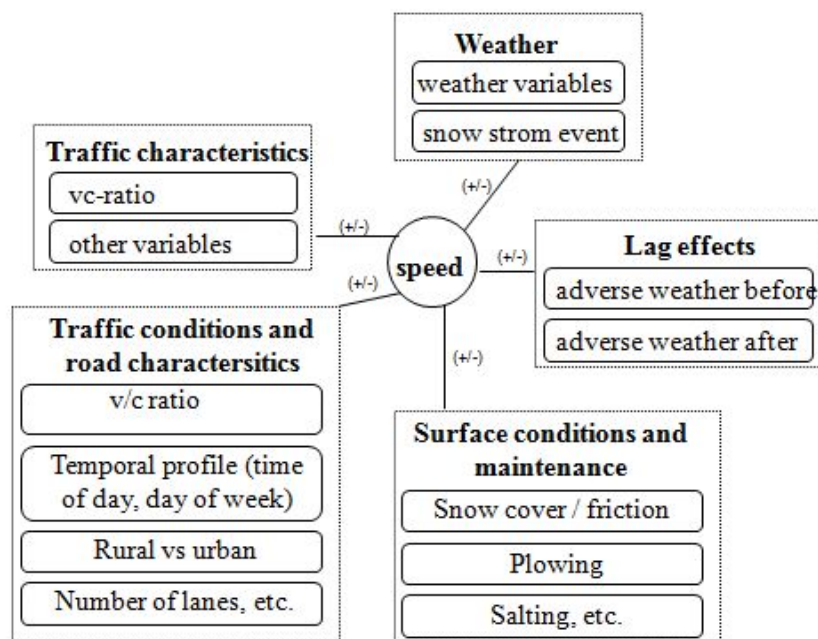 Weather
weather variables
snow strom event
(+/-)
Traffic characteristics
vc-ratio
other variables
(+/-)
speed
(+/-)
Lag effects
adverse weather before
adverse weather after
(+/-)
Traffic conditions and
road charactersitics
v/c ratio
Temporal profile (time
of day, day of week)
Rural vs urban
Number of lanes, etc.
(+/-)
Surface conditions and
maintenance
Snow cover / friction
Plowing
Salting, etc.